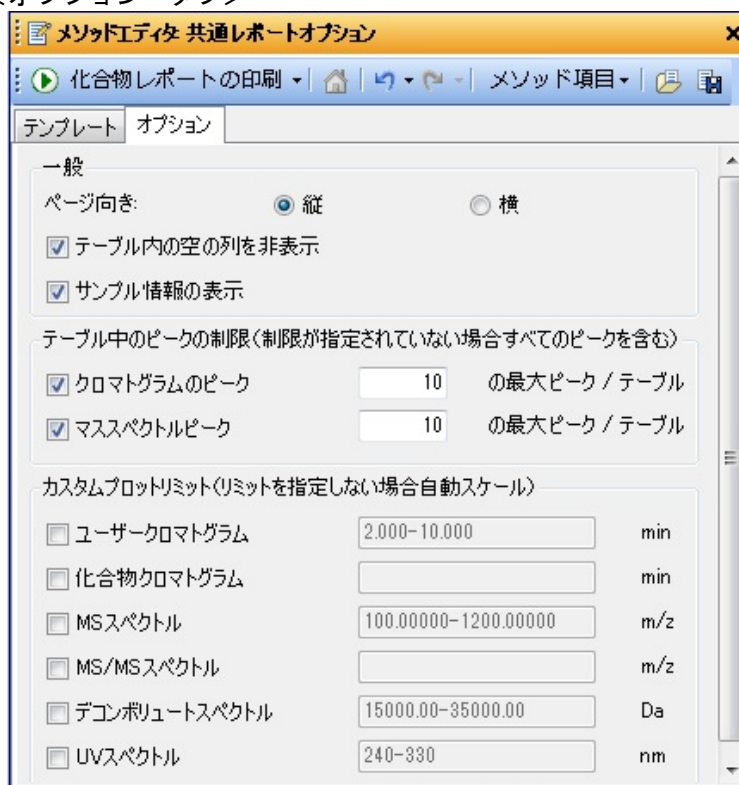 メソッドエディタ 共通レポートオプション
化合物レポートの印刷 メソッド項目
テンプレート オプション
一般
ページ向き: 縦 横
テーブル内の空の列を非表示
サンプル情報の表示
テーブル中のピークの制限(制限が指定されていない場合すべてのピークを含む)
クロマトグラムのピーク 10 の最大ピーク / テーブル
マススペクトルピーク 10 の最大ピーク / テーブル
カスタムプロットリミット(リミットを指定しない場合自動スケール)
ユーザークロマトグラム 2.000-10.000 min
化合物クロマトグラム min
MSスペクトル 100.00000-1200.00000 m/z
MS/MSスペクトル m/z
デコンボリュートスペクトル 15000.00-35000.00 Da
UVスペクトル 240-330 nm